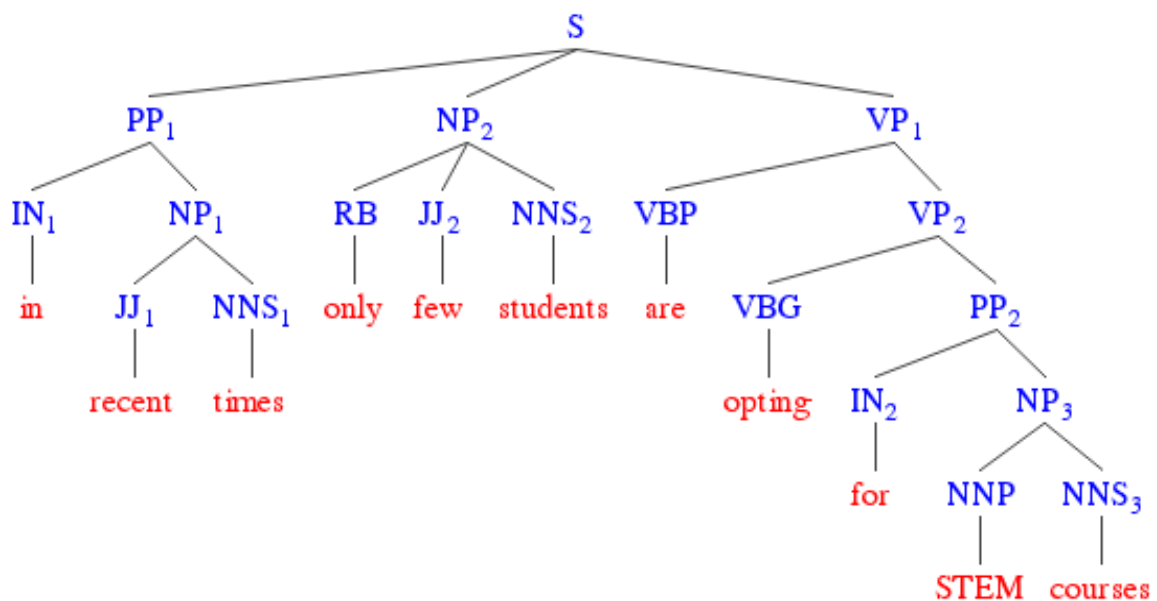 S
PP₁ NP₂ VP₁
IN₁ NP₁ RB JJ₂ NNS₂ VBP VP₂
in JJ₁ NNS₁ only few students are VBG PP₂
recent times opting IN₂ NP₃
for NNP NNS₃
STEM courses